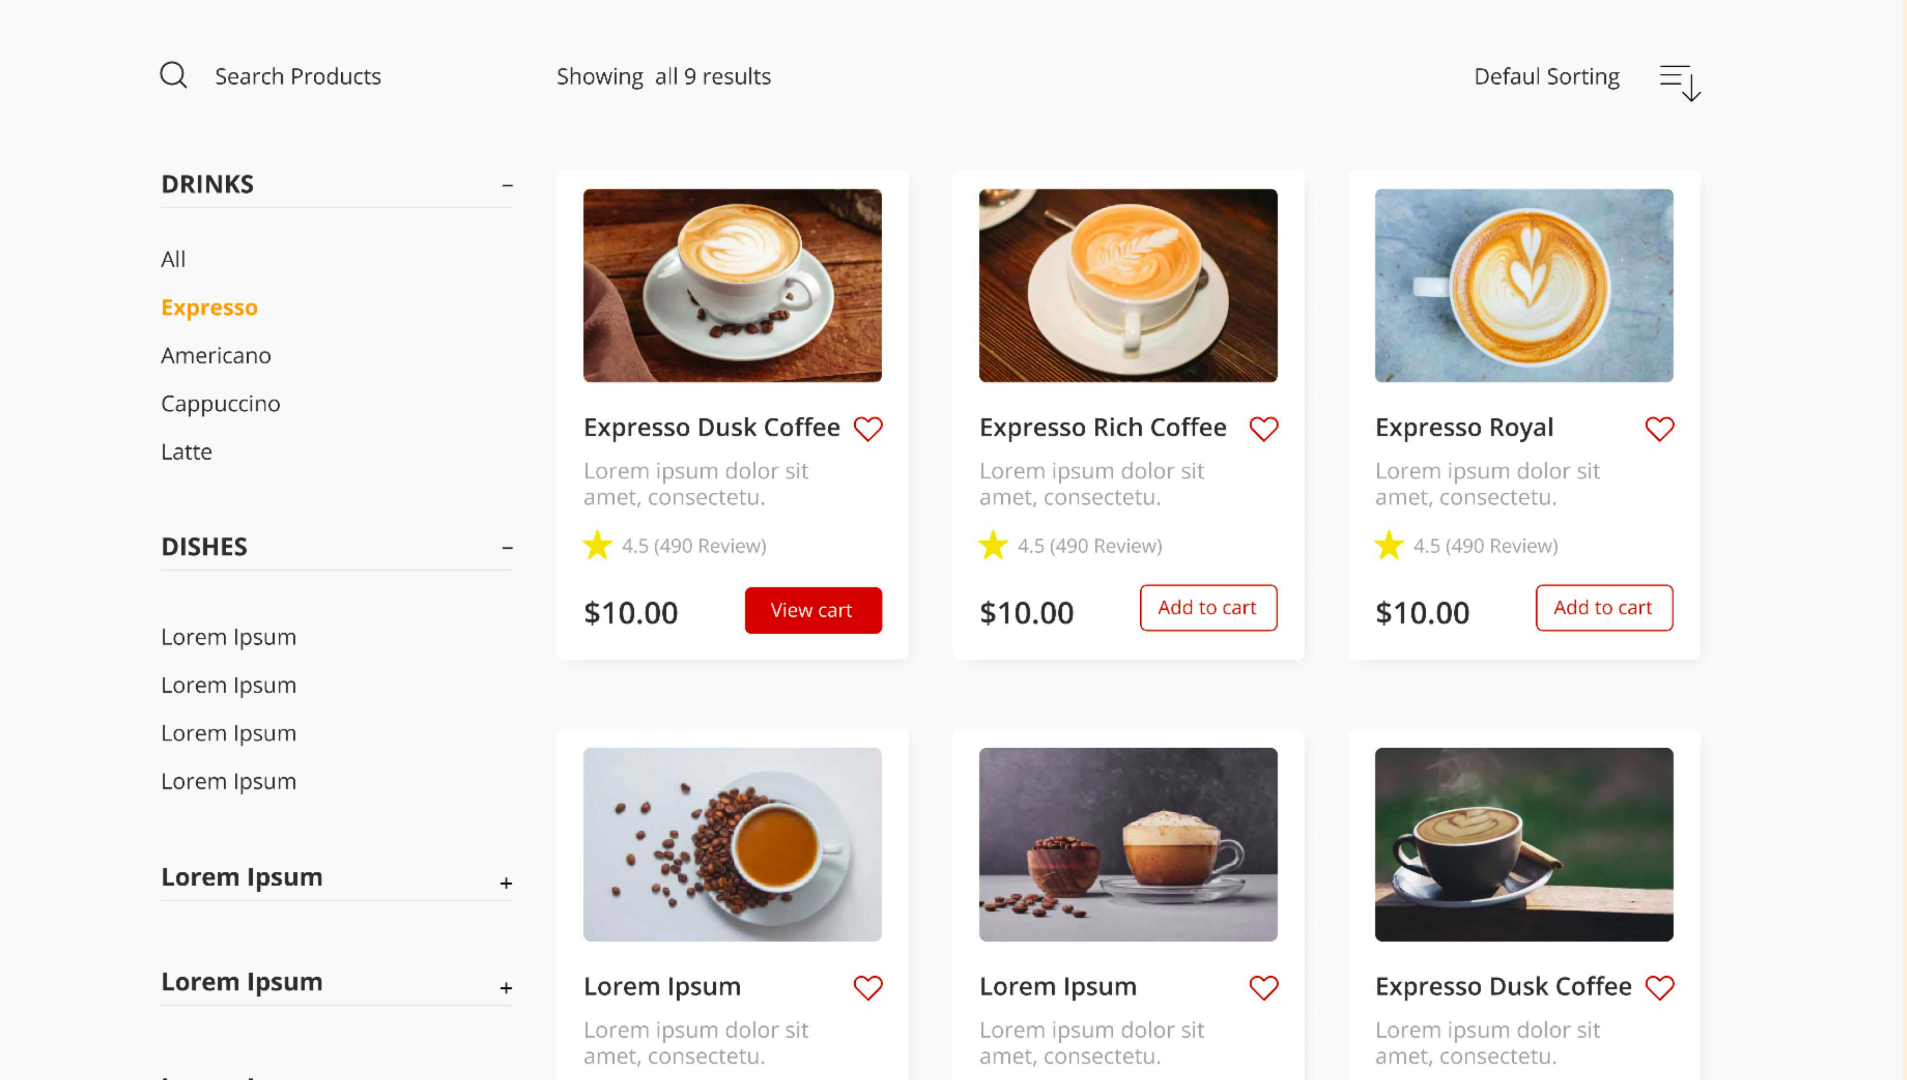 Search Products
Showing all 9 results
Defaul Sorting
DRINKS
All
Expresso
Americano
Cappuccino
Latte
DISHES
Lorem Ipsum
Lorem Ipsum
Lorem Ipsum
Lorem Ipsum
Lorem Ipsum
Lorem Ipsum
Expresso Dusk Coffee
Lorem ipsum dolor sit
amet, consectetu.
4.5 (490 Review)
$10.00
View cart
Expresso Rich Coffee
Lorem ipsum dolor sit
amet, consectetu.
4.5 (490 Review)
$10.00
Add to cart
Expresso Royal
Lorem ipsum dolor sit
amet, consectetu.
4.5 (490 Review)
$10.00
Add to cart
Lorem Ipsum
Lorem ipsum dolor sit
amet, consectetu.
Lorem Ipsum
Lorem ipsum dolor sit
amet, consectetu.
Expresso Dusk Coffee
Lorem ipsum dolor sit
amet, consectetu.